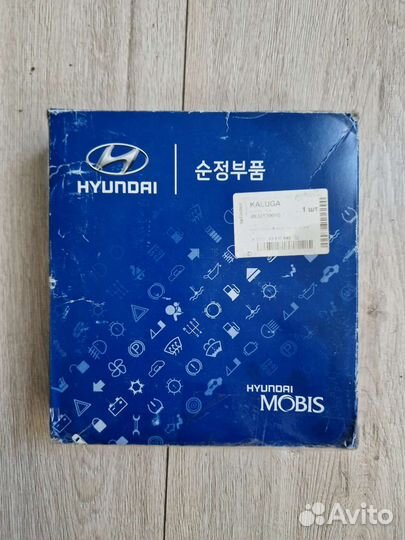 HYUNDAI
순정부품
KALUGA
1 шт
HYUNDAI
MOBIS
Avito